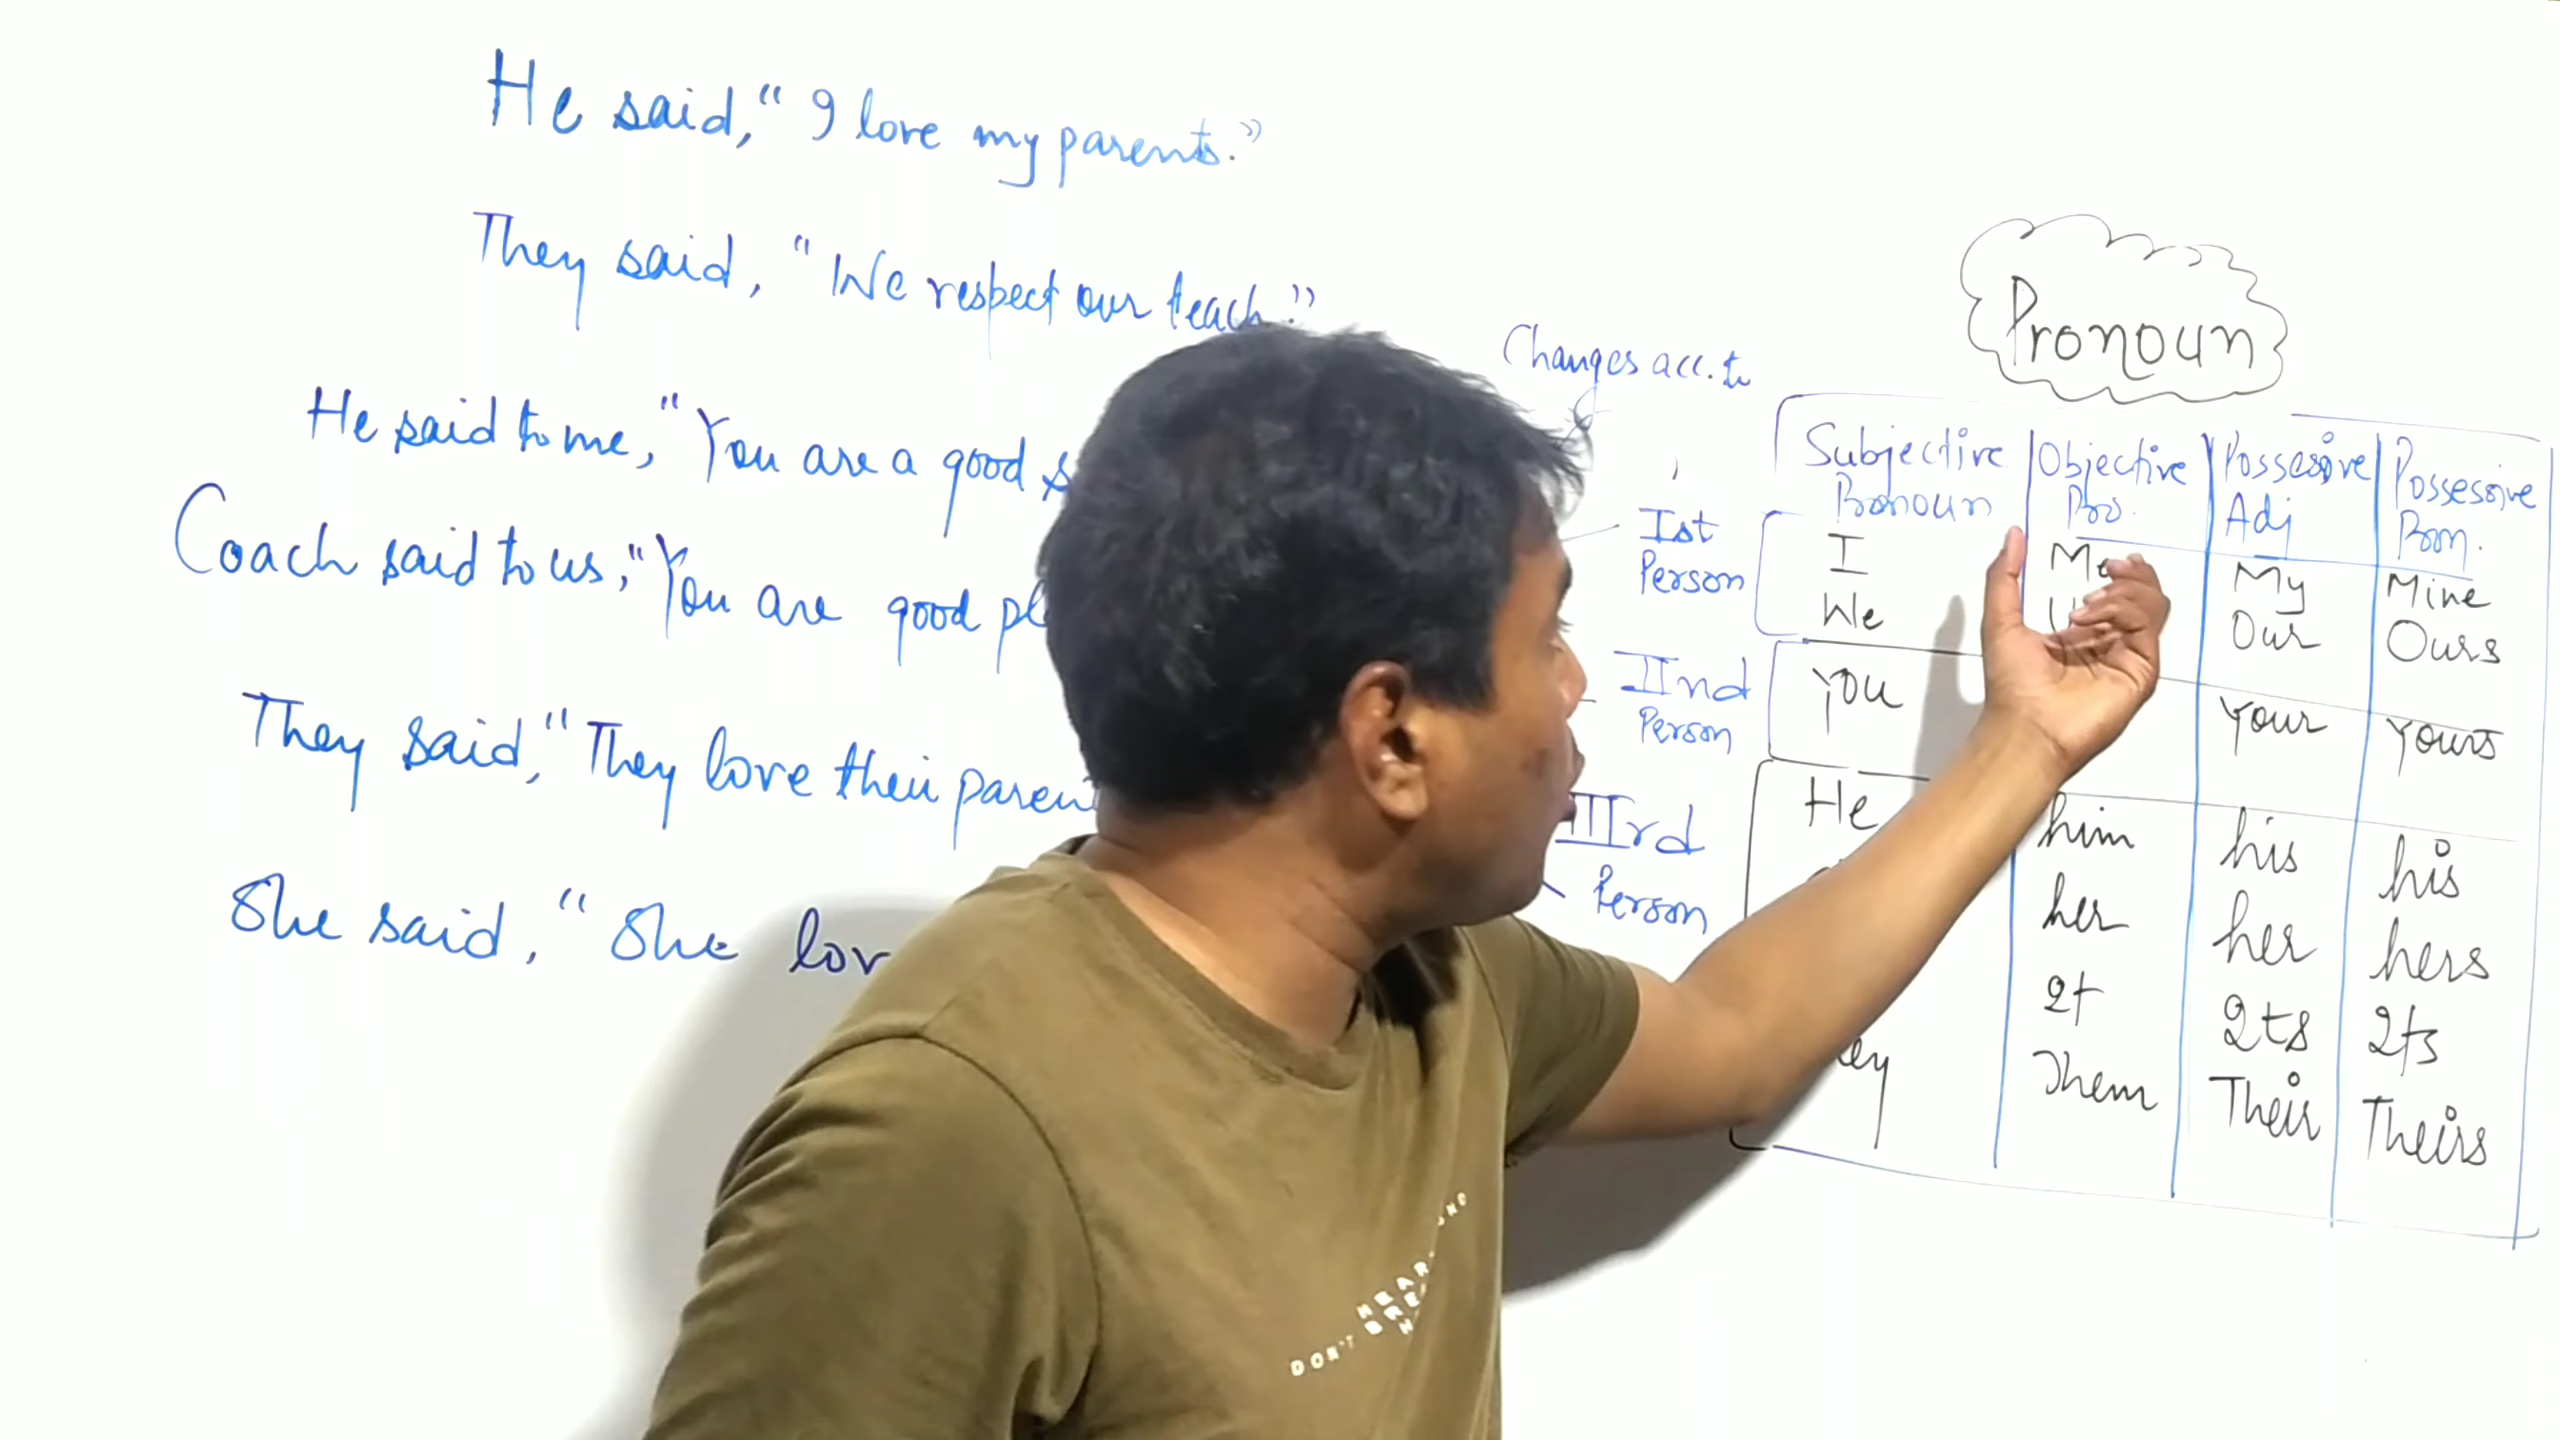 He said, “I love my parents.”
They said, “We respect our teach.”
He said to me, “You are a good
Coach said to us, “You are good
They said, “They love their
She said, “She
Changes acc. to
Ist
Person
IInd
Person
IIIrd
Person
Pronoun
Subjective Objective Possessive Possessive
Pronoun Pro. Adj Pron.
I My Mine
We Our Ours
You Your Yours
He him his his
her her hers
It Its Its
Them Their Theirs
DON'T